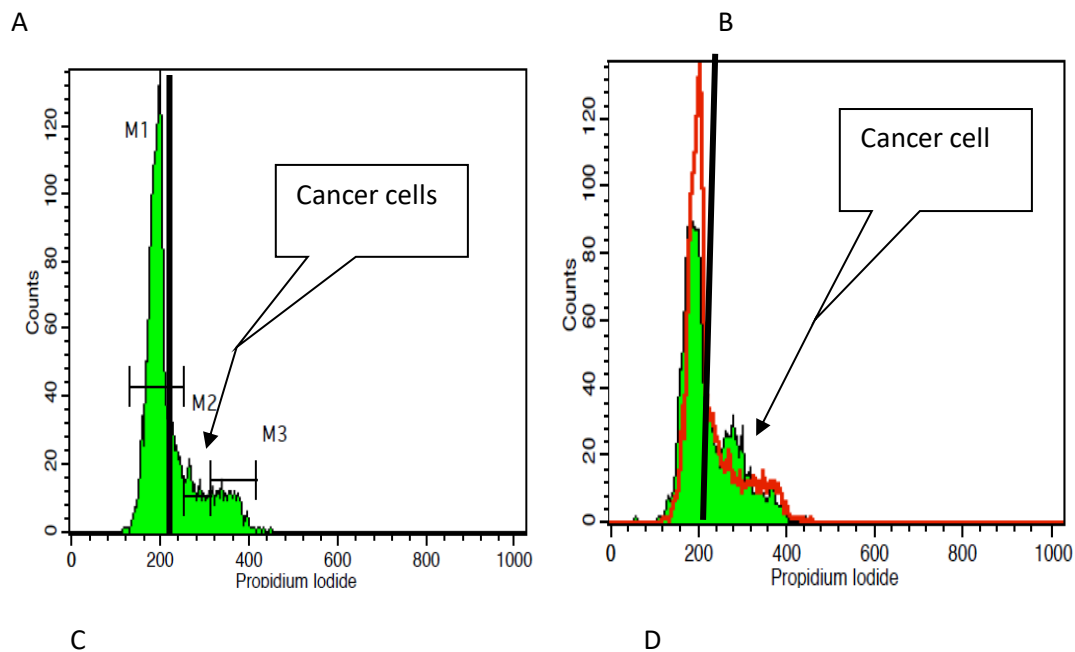 A
B
M1
Cancer cells
M2
M3
Counts
0 20 40 60 80 100 120
0 200 400 600 800 1000
Propidium Iodide
Cancer cell
Counts
0 20 40 60 80 100 120
0 200 400 600 800 1000
Propidium Iodide
C
D